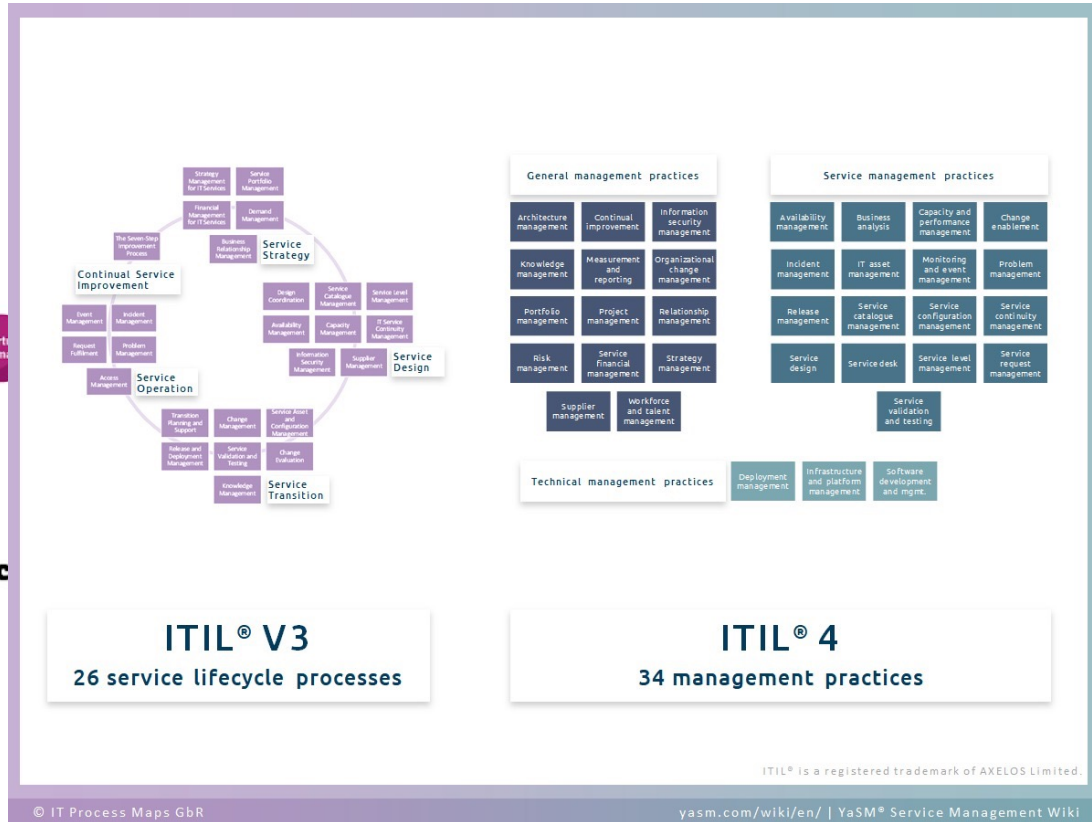 Strategy
Management
for IT Services
Service
Portfolio
Management
Financial
Management
for IT Services
Demand
Management
Business
Relationship
Management
Service
Strategy
The Seven-Step
Improvement
Process
Continual Service
Improvement
Design
Coordination
Service
Catalogue
Management
Service Level
Management
Availability
Management
Capacity
Management
IT Service
Continuity
Management
Information
Security
Management
Supplier
Management
Service
Design
Event
Management
Incident
Management
Request
Fulfilment
Problem
Management
Access
Management
Service
Operation
Transition
Planning and
Support
Change
Management
Service Asset
and
Configuration
Management
Release and
Deployment
Management
Service
Validation and
Testing
Change
Evaluation
Knowledge
Management
Service
Transition
ITIL® V3
26 service lifecycle processes
General management practices
Architecture
management
Continual
improvement
Information
security
management
Knowledge
management
Measurement
and
reporting
Organizational
change
management
Portfolio
management
Project
management
Relationship
management
Risk
management
Service
financial
management
Strategy
management
Supplier
management
Workforce
and talent
management
Service management practices
Availability
management
Business
analysis
Capacity and
performance
management
Change
enablement
Incident
management
IT asset
management
Monitoring
and event
management
Problem
management
Release
management
Service
catalogue
management
Service
configuration
management
Service
continuity
management
Service
design
Service desk
Service level
management
Service
request
management
Service
validation
and testing
Technical management practices
Deployment
management
Infrastructure
and platform
management
Software
development
and mgmt.
ITIL® 4
34 management practices
ITIL® is a registered trademark of AXELOS Limited.
© IT Process Maps GbR
yasm.com/wiki/en/ | YaSM® Service Management Wiki